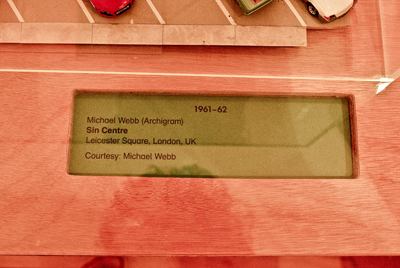 1961–62
Michael Webb (Archigram)
Sin Centre
Leicester Square, London, UK
Courtesy: Michael Webb